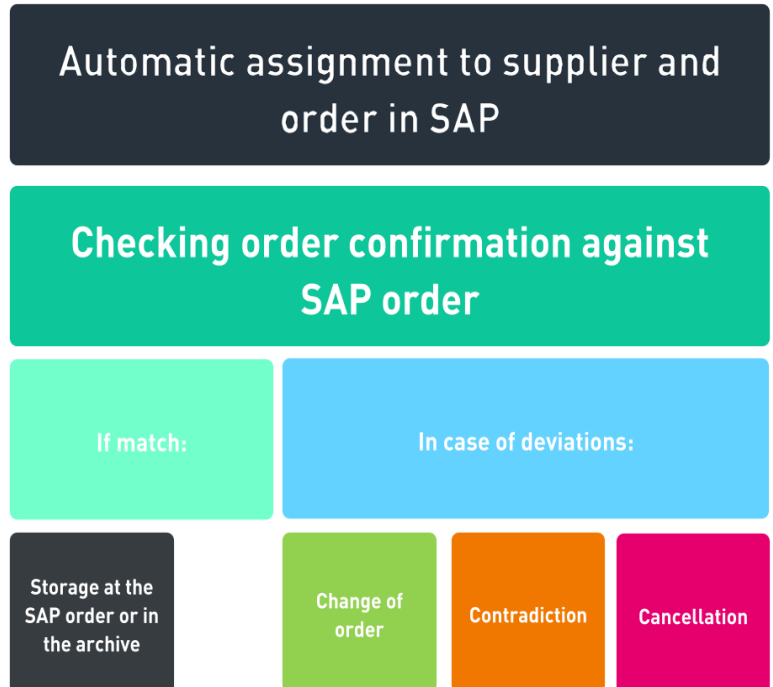 Automatic assignment to supplier and
order in SAP
Checking order confirmation against
SAP order
If match:
In case of deviations:
Storage at the
SAP order or in
the archive
Change of
order
Contradiction
Cancellation